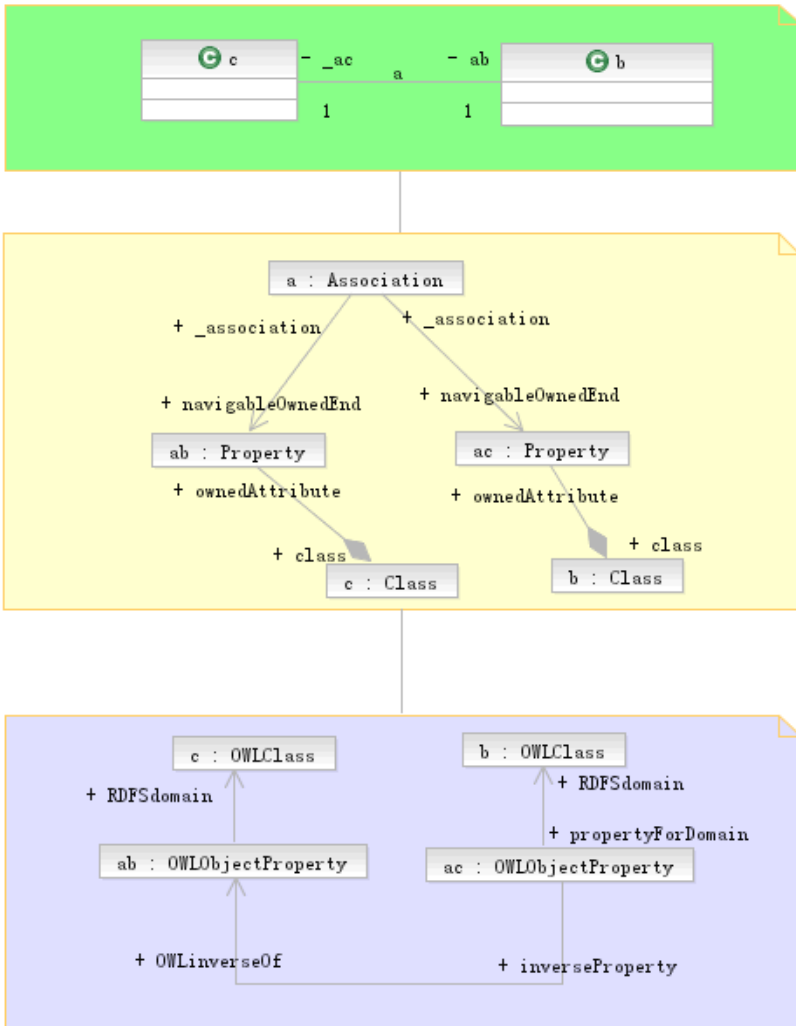 C c
- _ac
a
- ab
C b
1
1
a : Association
+ _association
+ _association
+ navigableOwnedEnd
+ navigableOwnedEnd
ab : Property
ac : Property
+ ownedAttribute
+ ownedAttribute
+ class
+ class
c : Class
b : Class
c : OWLClass
b : OWLClass
+ RDFSdomain
+ RDFSdomain
+ propertyForDomain
ab : OWLObjectProperty
ac : OWLObjectProperty
+ OWLinverseOf
+ inverseProperty